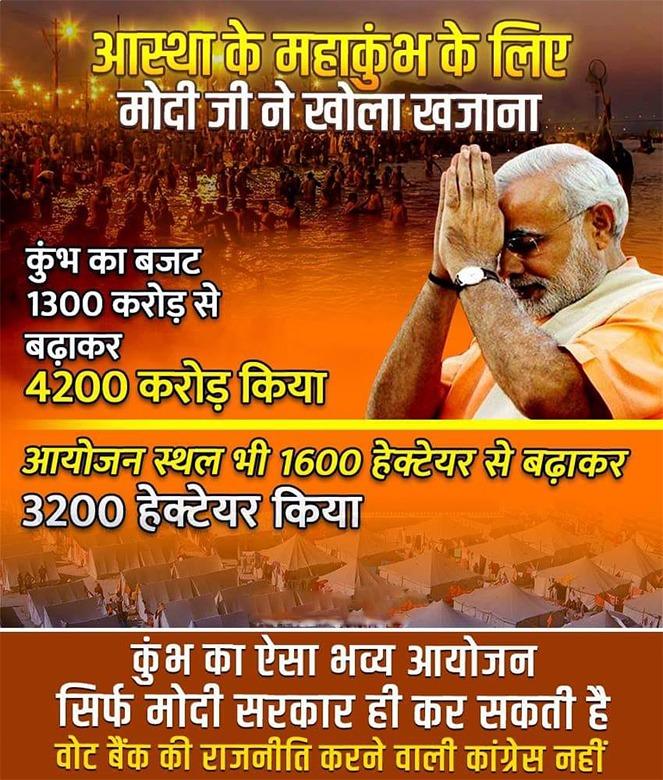 आस्था के महाकुंभ के लिए
मोदी जी ने खोला खजाना
कुंभ का बजट
1300 करोड़ से
बढ़ाकर
4200 करोड़ किया
आयोजन स्थल भी 1600 हेक्टेयर से बढ़ाकर
3200 हेक्टेयर किया
कुंभ का ऐसा भव्य आयोजन
सिर्फ मोदी सरकार ही कर सकती है
वोट बैंक की राजनीति करने वाली कांग्रेस नहीं